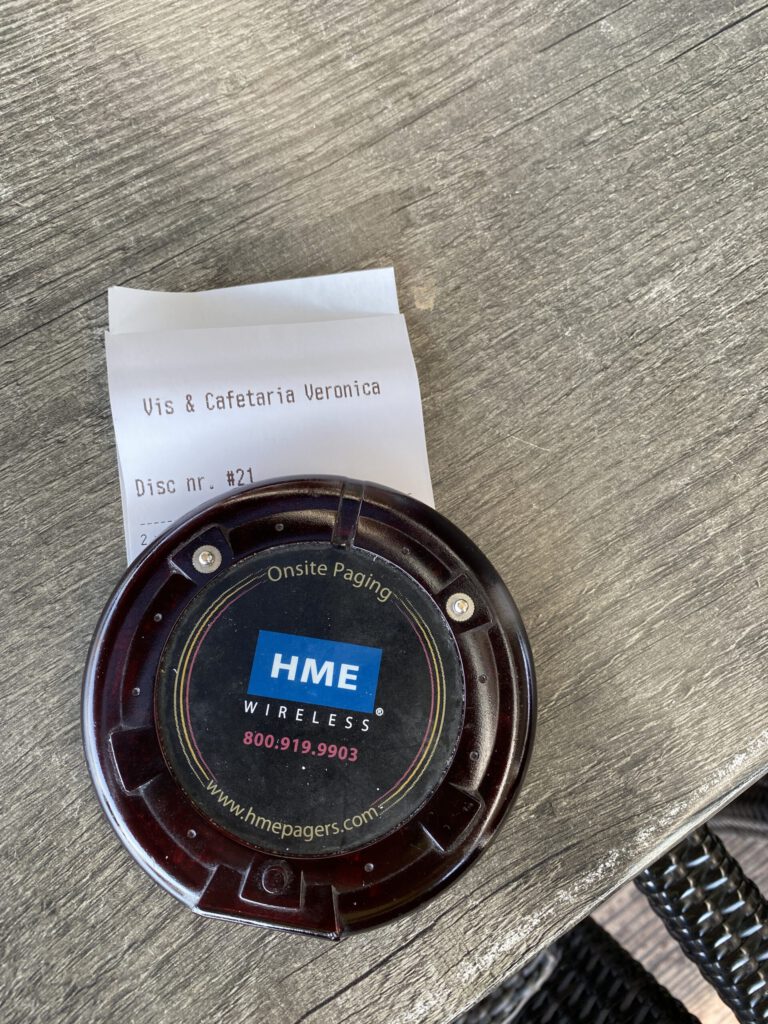 Vis & Cafetaria Veronica
Disc nr. #21
Onsite Paging
HME
WIRELESS®
800.919.9903
www.hmepagers.com